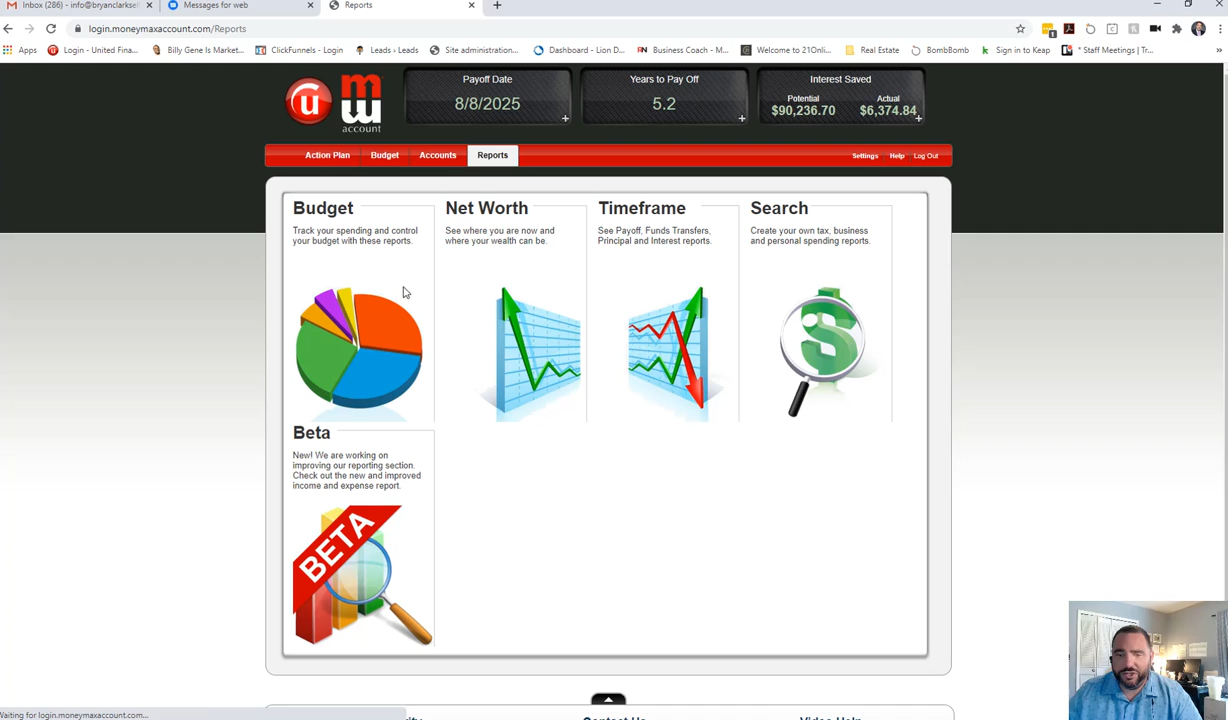 Inbox (286) - info@bryanclarksel
Messages for web
Reports
login.moneymaxaccount.com/Reports
Apps
Login - United Finan...
Billy Gene Is Market...
ClickFunnels - Login
Leads ‹ Leads
Site administration...
Dashboard - Lion D...
Business Coach - M...
Welcome to 21Onli...
Real Estate
BombBomb
Sign in to Keap
* Staff Meetings | Tr...
»
u
account
Payoff Date
8/8/2025
Years to Pay Off
5.2
Interest Saved
Potential
Actual
$90,236.70
$6,374.84
Action Plan
Budget
Accounts
Reports
Settings
Help
Log Out
Budget
Track your spending and control
your budget with these reports.
Net Worth
See where you are now and
where your wealth can be.
Timeframe
See Payoff, Funds Transfers,
Principal and Interest reports.
Search
Create your own tax, business
and personal spending reports.
$
Beta
New! We are working on
improving our reporting section.
Check out the new and improved
income and expense report.
BETA
Waiting for login.moneymaxaccount.com...
Contact Us
Video Help